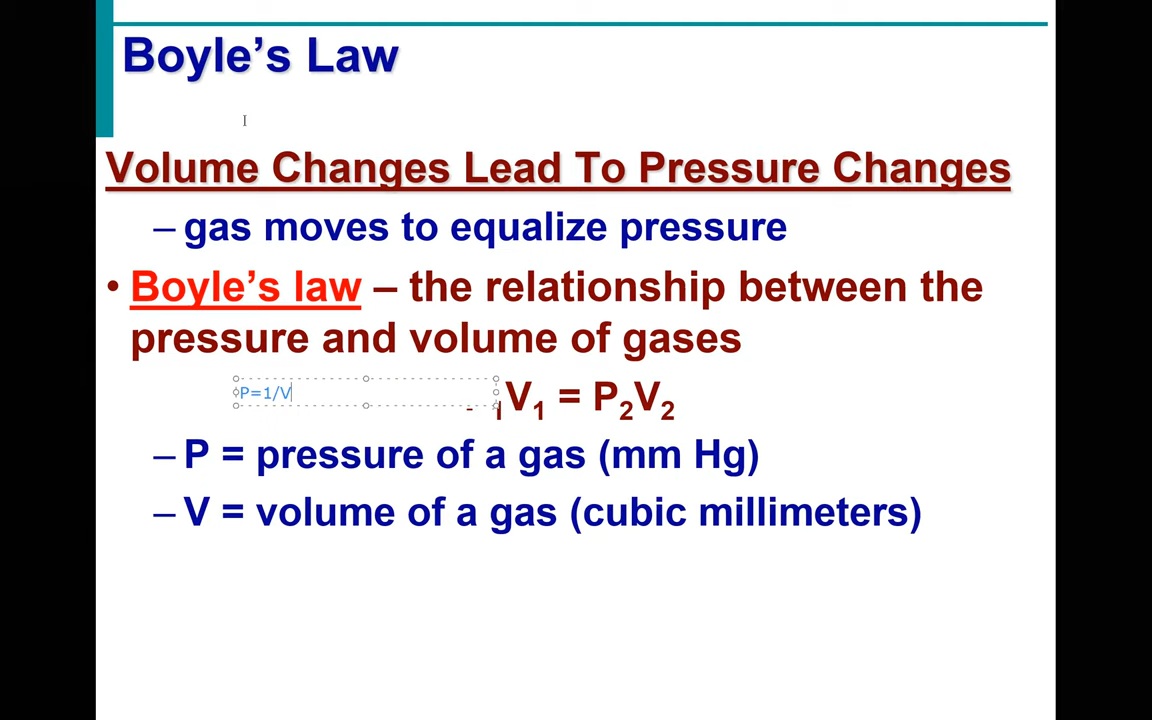 Boyle’s Law
Volume Changes Lead To Pressure Changes
– gas moves to equalize pressure
• Boyle’s law – the relationship between the
pressure and volume of gases
P=1/V
V₁ = P₂V₂
– P = pressure of a gas (mm Hg)
– V = volume of a gas (cubic millimeters)